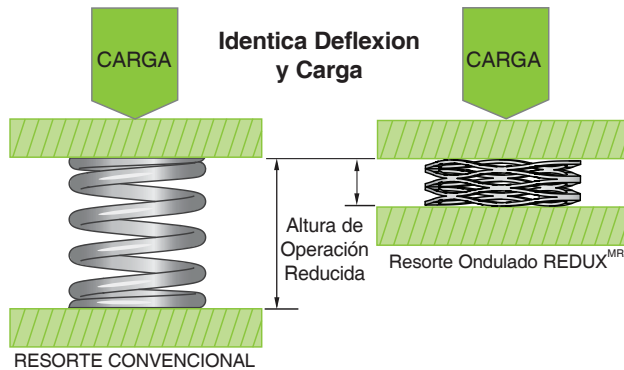 CARGA
Identica Deflexion
y Carga
CARGA
Altura de
Operación
Reducida
Resorte Ondulado REDUX MR
RESORTE CONVENCIONAL